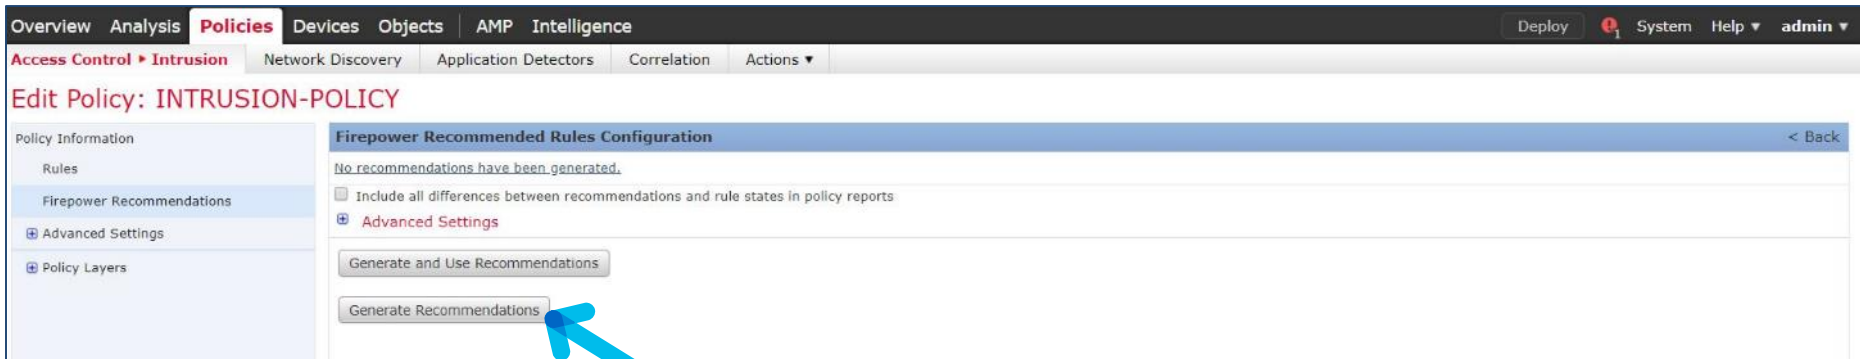 Overview Analysis Policies Devices Objects AMP Intelligence Deploy 1 System Help ▼ admin ▼
Access Control ▸ Intrusion Network Discovery Application Detectors Correlation Actions ▼
Edit Policy: INTRUSION-POLICY
Policy Information
Rules
Firepower Recommendations
Advanced Settings
Policy Layers
Firepower Recommended Rules Configuration < Back
No recommendations have been generated.
Include all differences between recommendations and rule states in policy reports
Advanced Settings
Generate and Use Recommendations
Generate Recommendations